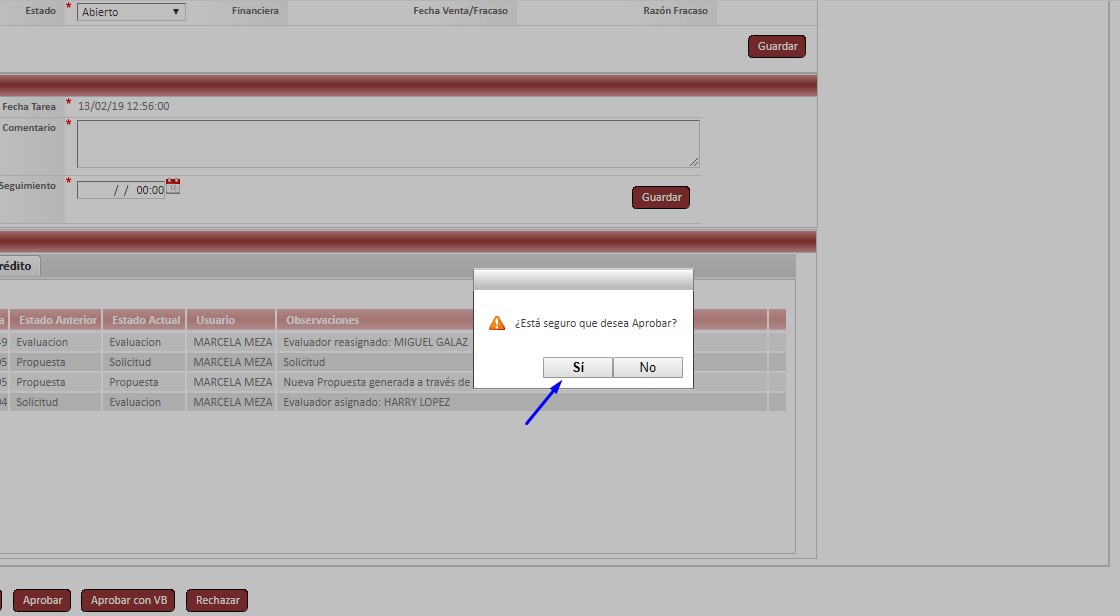 Estado * Abierto Financiera Fecha Venta/Fracaso Razón Fracaso
Guardar
Fecha Tarea * 13/02/19 12:56:00
Comentario *
Seguimiento * / / 00:00
Guardar
rédito
¿Está seguro que desea Aprobar?
Sí No
a Estado Anterior Estado Actual Usuario Observaciones
9 Evaluacion Evaluacion MARCELA MEZA Evaluador reasignado: MIGUEL GALAZ
05 Propuesta Solicitud MARCELA MEZA Solicitud
05 Propuesta Propuesta MARCELA MEZA Nueva Propuesta generada a través de
04 Solicitud Evaluacion MARCELA MEZA Evaluador asignado: HARRY LOPEZ
Aprobar Aprobar con VB Rechazar